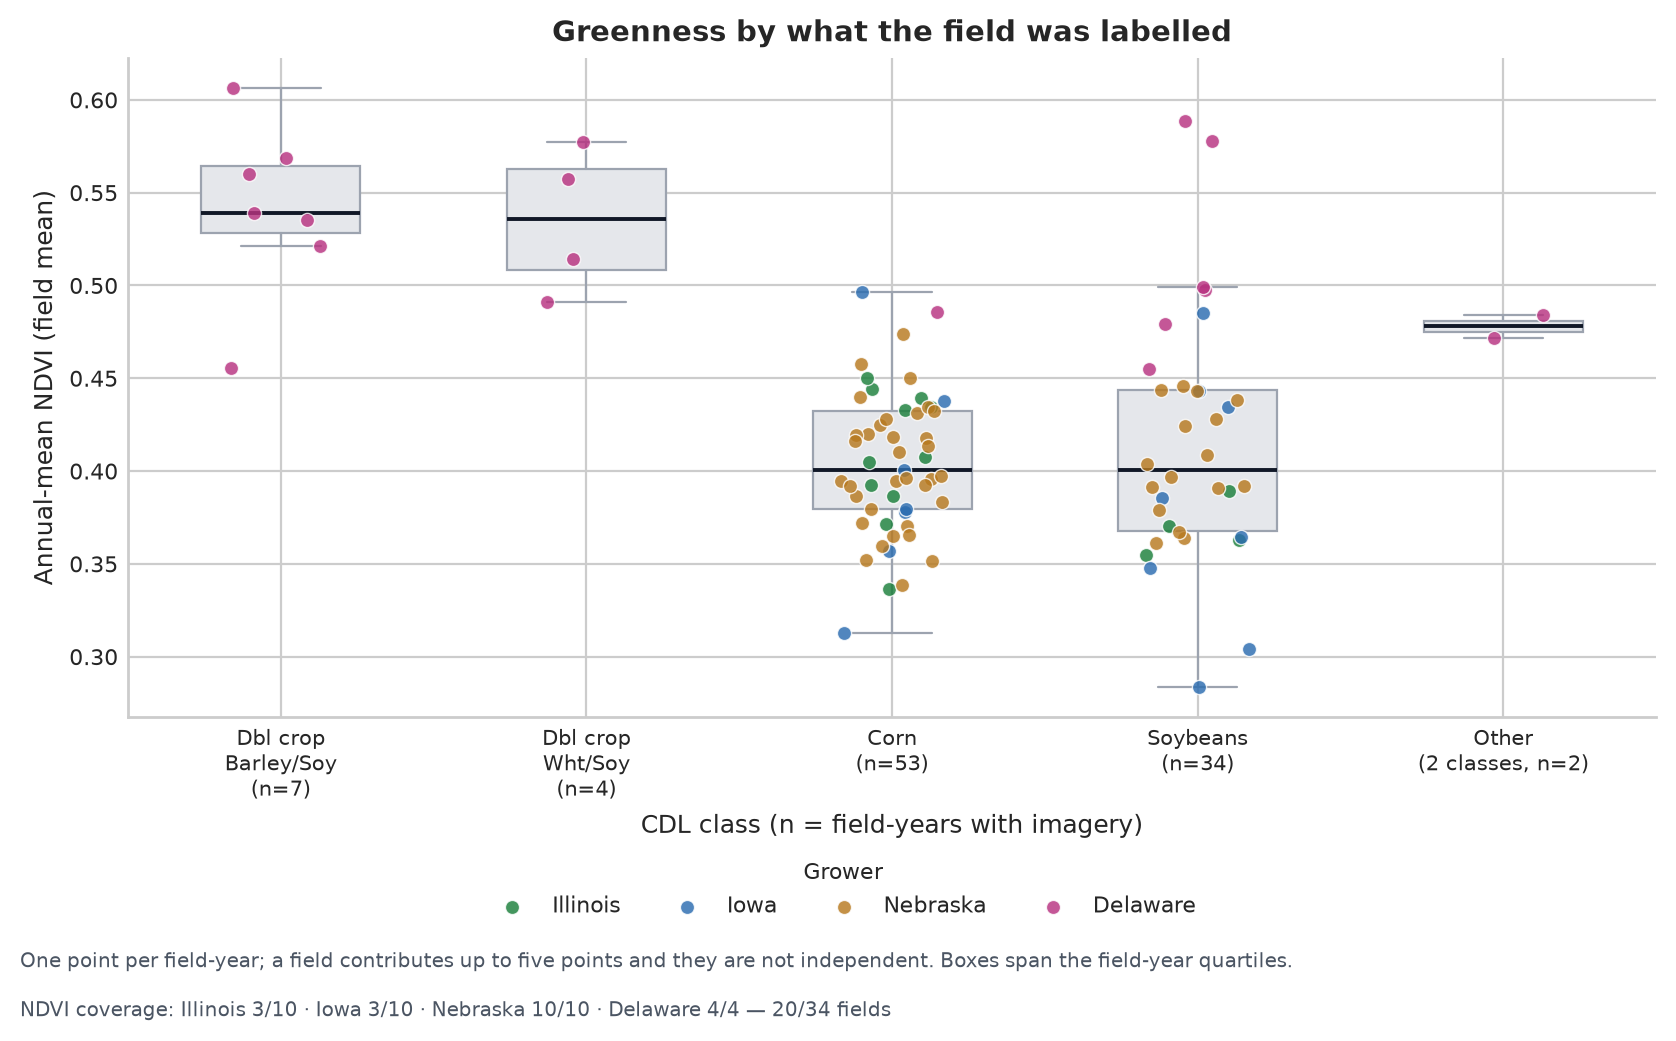 Greenness by what the field was labelled
Annual-mean NDVI (field mean)
0.60
0.55
0.50
0.45
0.40
0.35
0.30
Dbl crop
Barley/Soy
(n=7)
Dbl crop
Wht/Soy
(n=4)
Corn
(n=53)
Soybeans
(n=34)
Other
(2 classes, n=2)
CDL class (n = field-years with imagery)
Grower
Illinois
Iowa
Nebraska
Delaware
One point per field-year; a field contributes up to five points and they are not independent. Boxes span the field-year quartiles.
NDVI coverage: Illinois 3/10 · Iowa 3/10 · Nebraska 10/10 · Delaware 4/4 — 20/34 fields